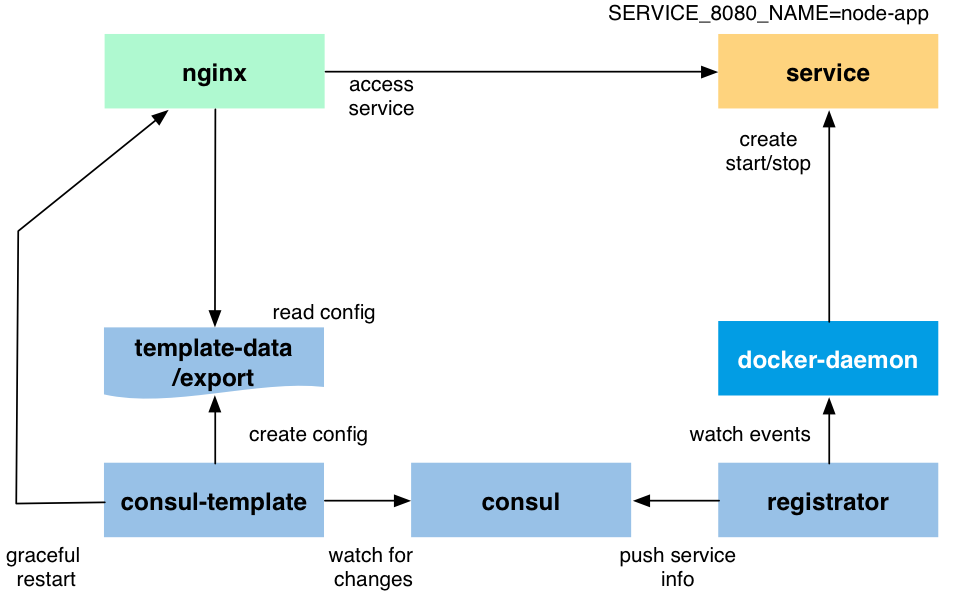 SERVICE_8080_NAME=node-app
nginx
service
access
service
create
start/stop
read config
template-data
/export
docker-daemon
create config
watch events
consul-template
consul
registrator
graceful
restart
watch for
changes
push service
info